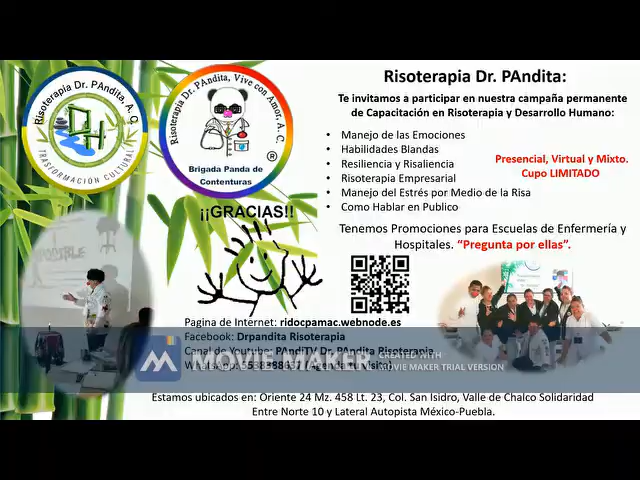 Risoterapia Dr. PAndita, A. C.
DH
TRASFORMACIÓN CULTURAL
Risoterapia Dr. PAndita, Vive con Amor, A. C.
®
Brigada Panda de
Contenturas
¡¡GRACIAS!!
Risoterapia Dr. PAndita:
Te invitamos a participar en nuestra campaña permanente
de Capacitación en Risoterapia y Desarrollo Humano:
• Manejo de las Emociones
• Habilidades Blandas
• Resiliencia y Risaliencia
• Risoterapia Empresarial
• Manejo del Estrés por Medio de la Risa
• Como Hablar en Publico
Presencial, Virtual y Mixto.
Cupo LIMITADO
Tenemos Promociones para Escuelas de Enfermería y
Hospitales. “Pregunta por ellas”.
Pagina de Internet: ridocpamac.webnode.es
Facebook: Drpandita Risoterapia
Canal de Youtube: PAndiTV Dr. PAndita Risoterapia
MOVIE MAKER
CREATED WITH
MOVIE MAKER TRIAL VERSION
Estamos ubicados en: Oriente 24 Mz. 458 Lt. 23, Col. San Isidro, Valle de Chalco Solidaridad
Entre Norte 10 y Lateral Autopista México-Puebla.